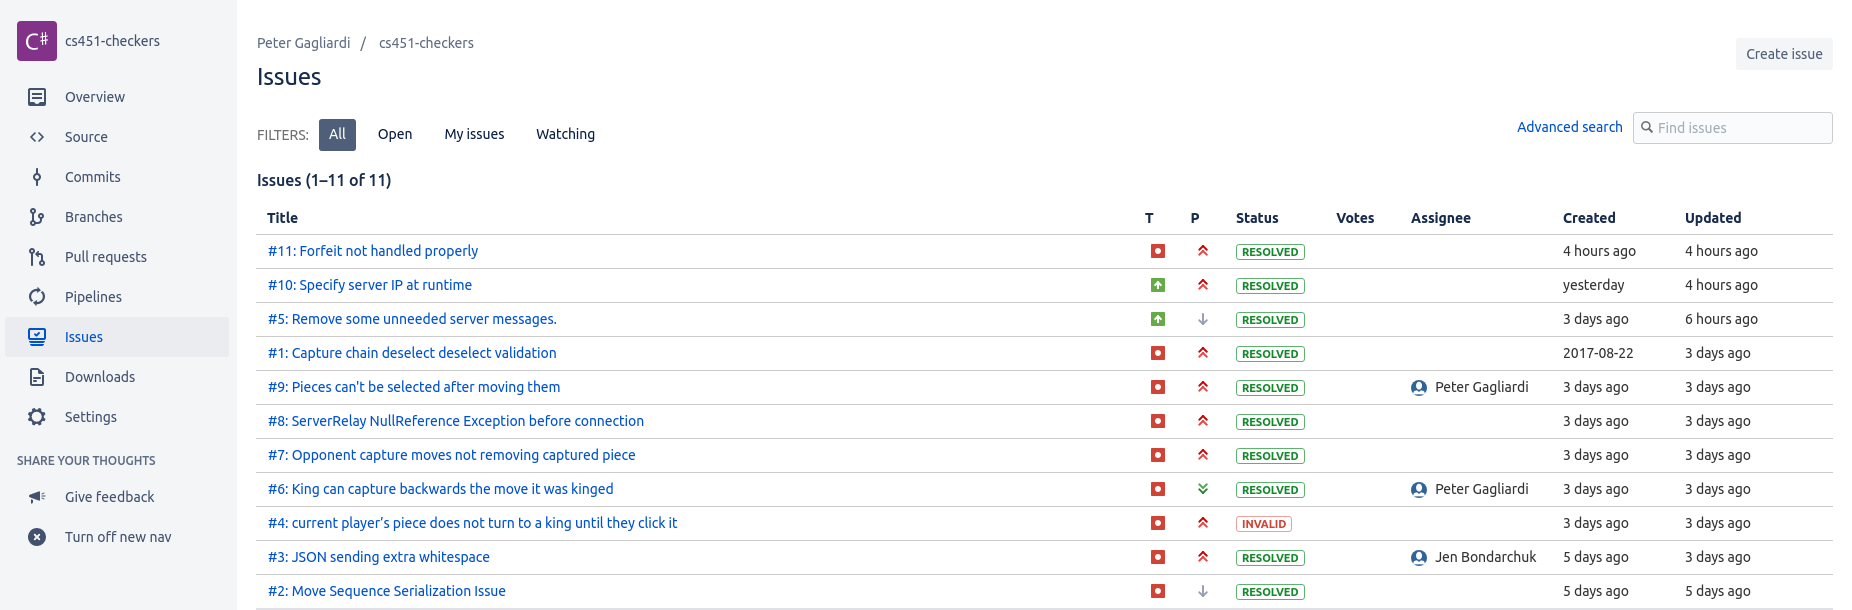 C# cs451-checkers
Overview
Source
Commits
Branches
Pull requests
Pipelines
Issues
Downloads
Settings
SHARE YOUR THOUGHTS
Give feedback
Turn off new nav
Peter Gagliardi / cs451-checkers
Create issue
Issues
FILTERS: All Open My issues Watching
Advanced search Find issues
Issues (1–11 of 11)
Title T P Status Votes Assignee Created Updated
#11: Forfeit not handled properly RESOLVED 4 hours ago 4 hours ago
#10: Specify server IP at runtime RESOLVED yesterday 4 hours ago
#5: Remove some unneeded server messages. RESOLVED 3 days ago 6 hours ago
#1: Capture chain deselect deselect validation RESOLVED 2017-08-22 3 days ago
#9: Pieces can't be selected after moving them RESOLVED Peter Gagliardi 3 days ago 3 days ago
#8: ServerRelay NullReference Exception before connection RESOLVED 3 days ago 3 days ago
#7: Opponent capture moves not removing captured piece RESOLVED 3 days ago 3 days ago
#6: King can capture backwards the move it was kinged RESOLVED Peter Gagliardi 3 days ago 3 days ago
#4: current player’s piece does not turn to a king until they click it INVALID 3 days ago 3 days ago
#3: JSON sending extra whitespace RESOLVED Jen Bondarchuk 5 days ago 3 days ago
#2: Move Sequence Serialization Issue RESOLVED 5 days ago 5 days ago